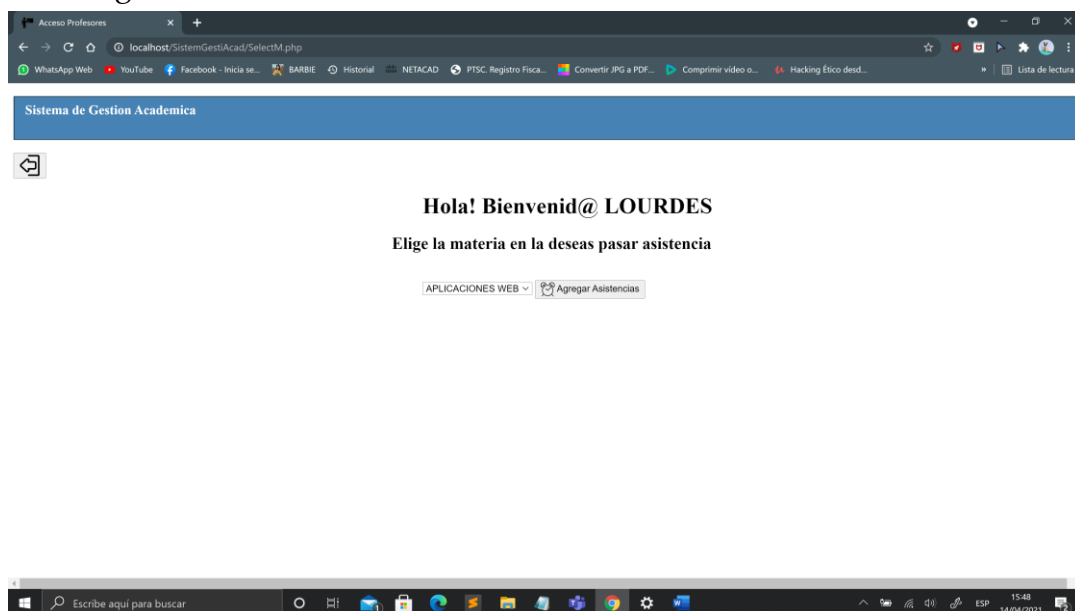 Acceso Profesores
localhost/SistemGestiAcad/SelectM.php
WhatsApp Web YouTube Facebook - Inicia se... BARBIE Historial NETACAD PTSC. Registro Fisca... Convertir JPG a PDF... Comprimir vídeo o... Hacking Ético desd... » Lista de lectura
Sistema de Gestion Academica
Hola! Bienvenid@ LOURDES
Elige la materia en la deseas pasar asistencia
APLICACIONES WEB Agregar Asistencias
Escribe aquí para buscar ESP 15:48
14/04/2021